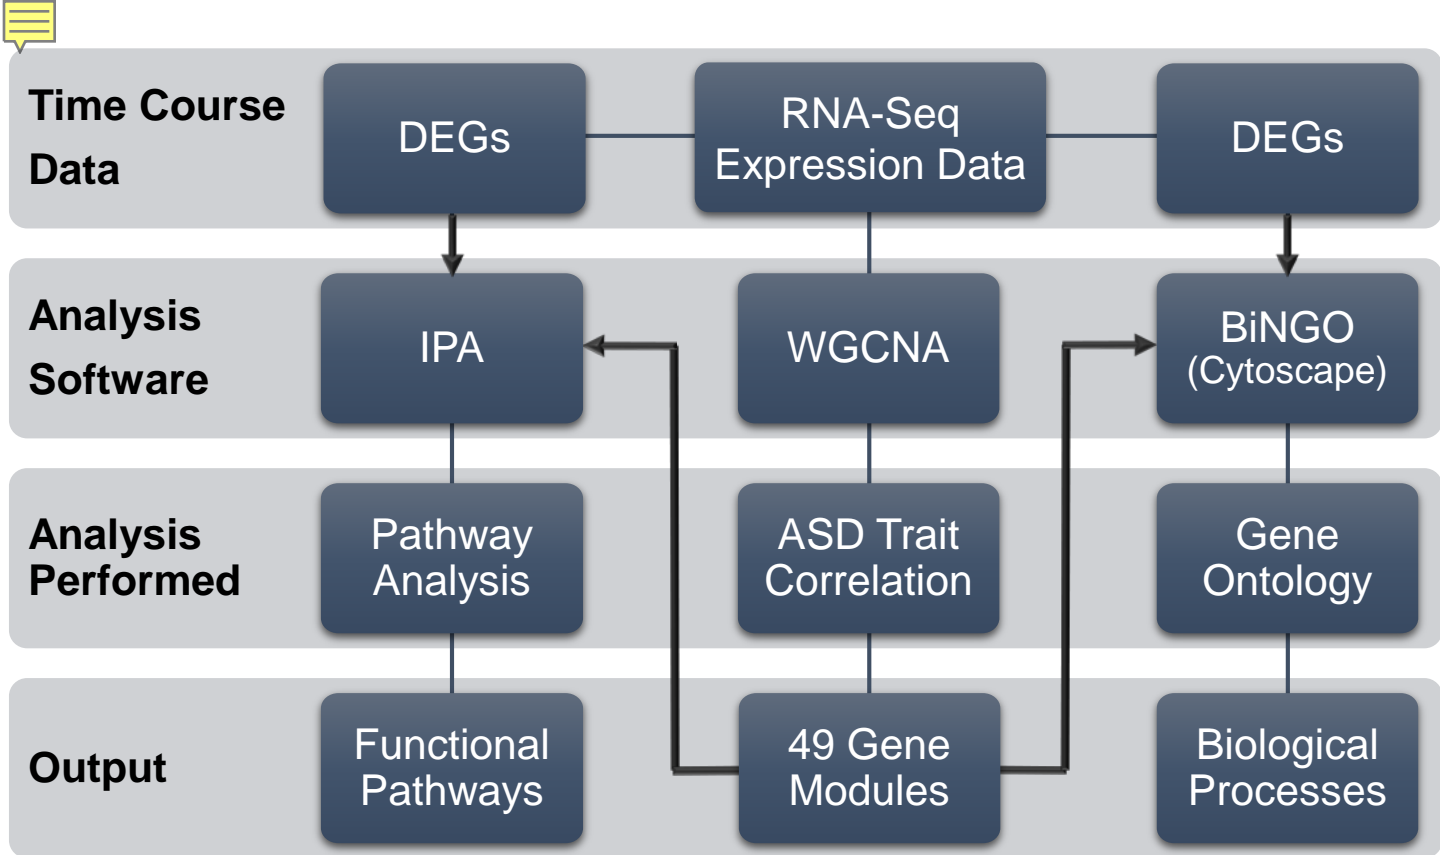 Time Course
Data
DEGs
RNA-Seq
Expression Data
DEGs
Analysis
Software
IPA
WGCNA
BiNGO
(Cytoscape)
Analysis
Performed
Pathway
Analysis
ASD Trait
Correlation
Gene
Ontology
Output
Functional
Pathways
49 Gene
Modules
Biological
Processes